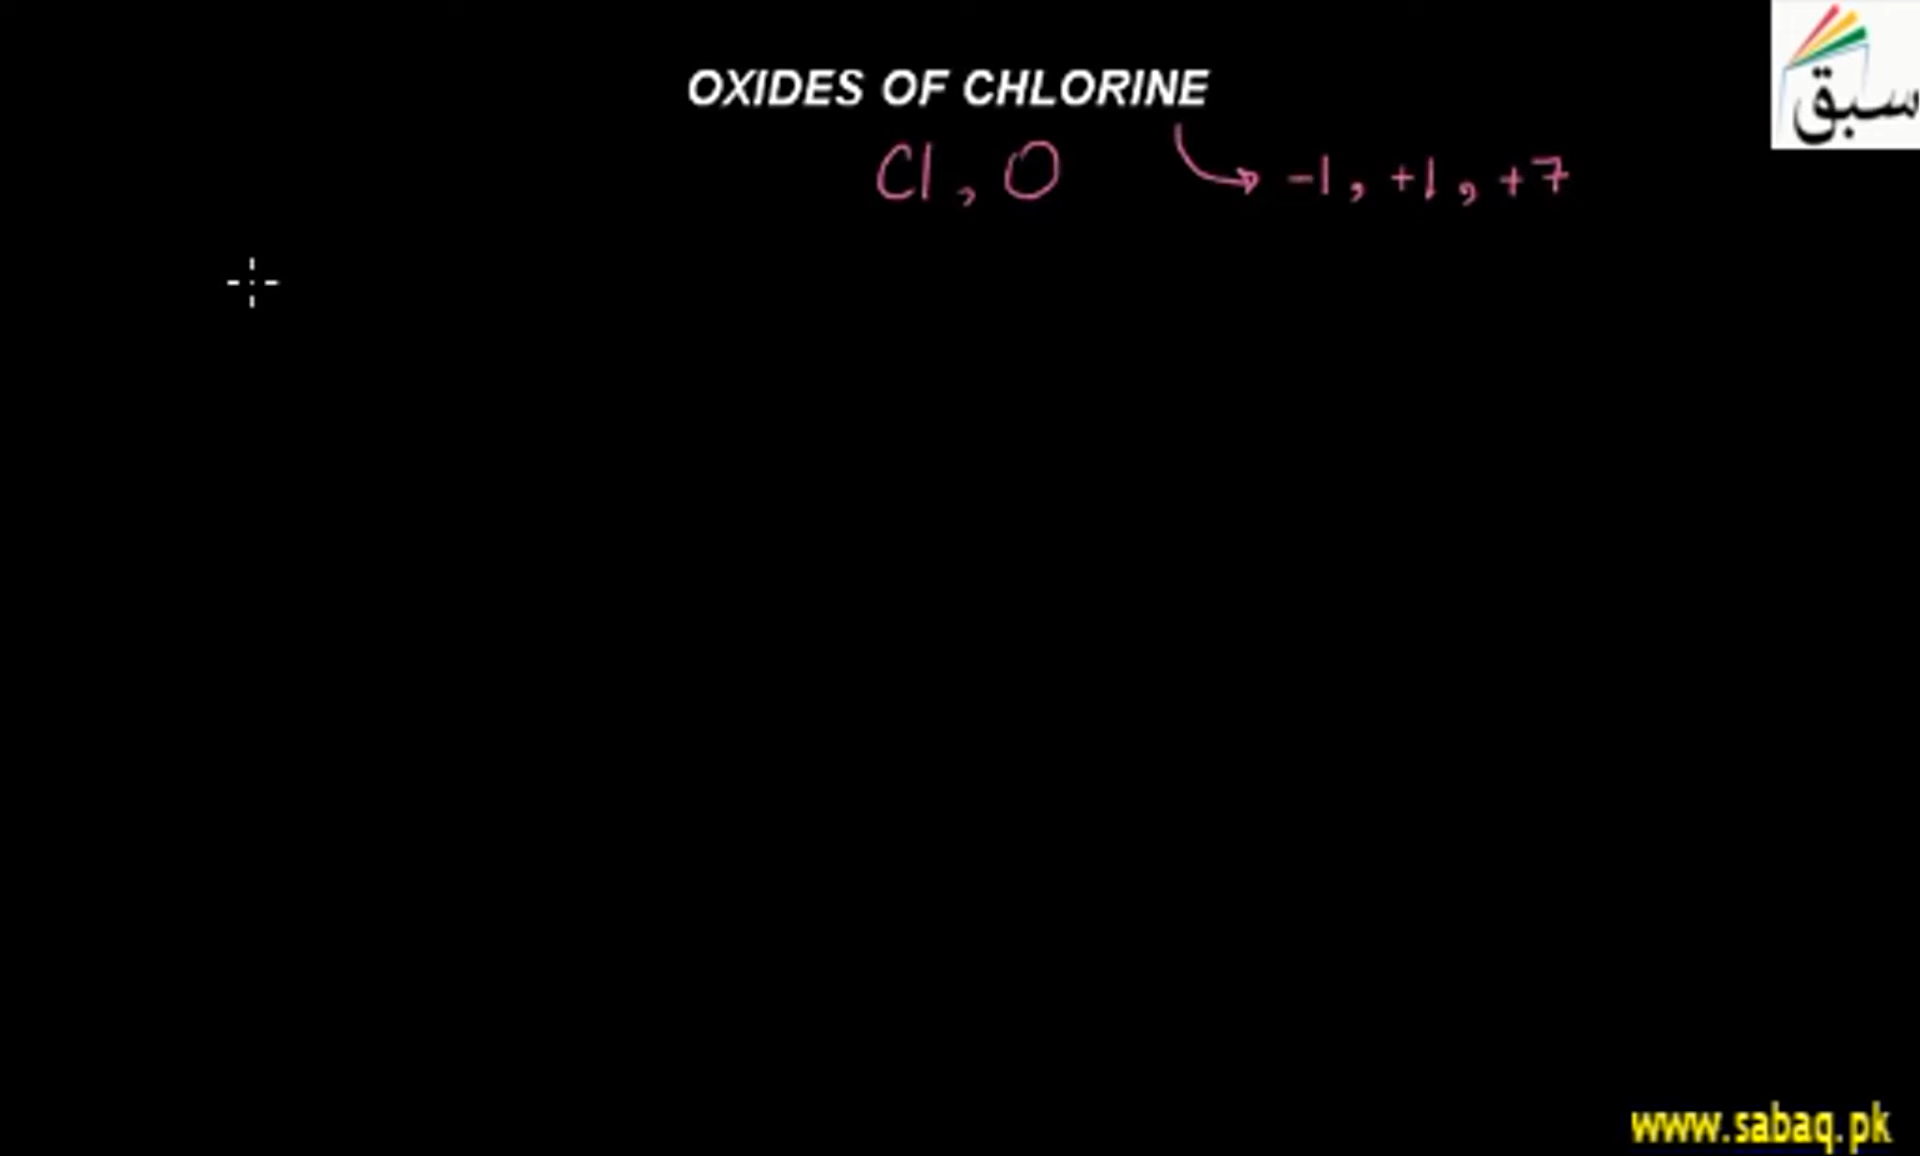 OXIDES OF CHLORINE
سبق
Cl, O → -1, +1, +7
www.sabaq.pk